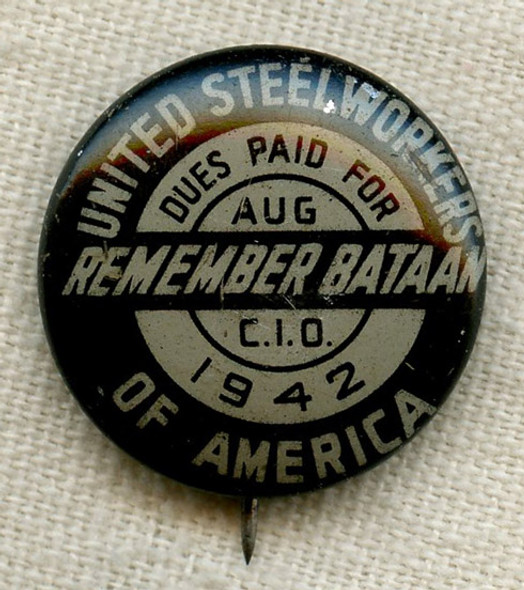 UNITED STEELWORKERS
DUES PAID FOR
AUG
REMEMBER BATAAN
C.I.O.
1942
OF AMERICA